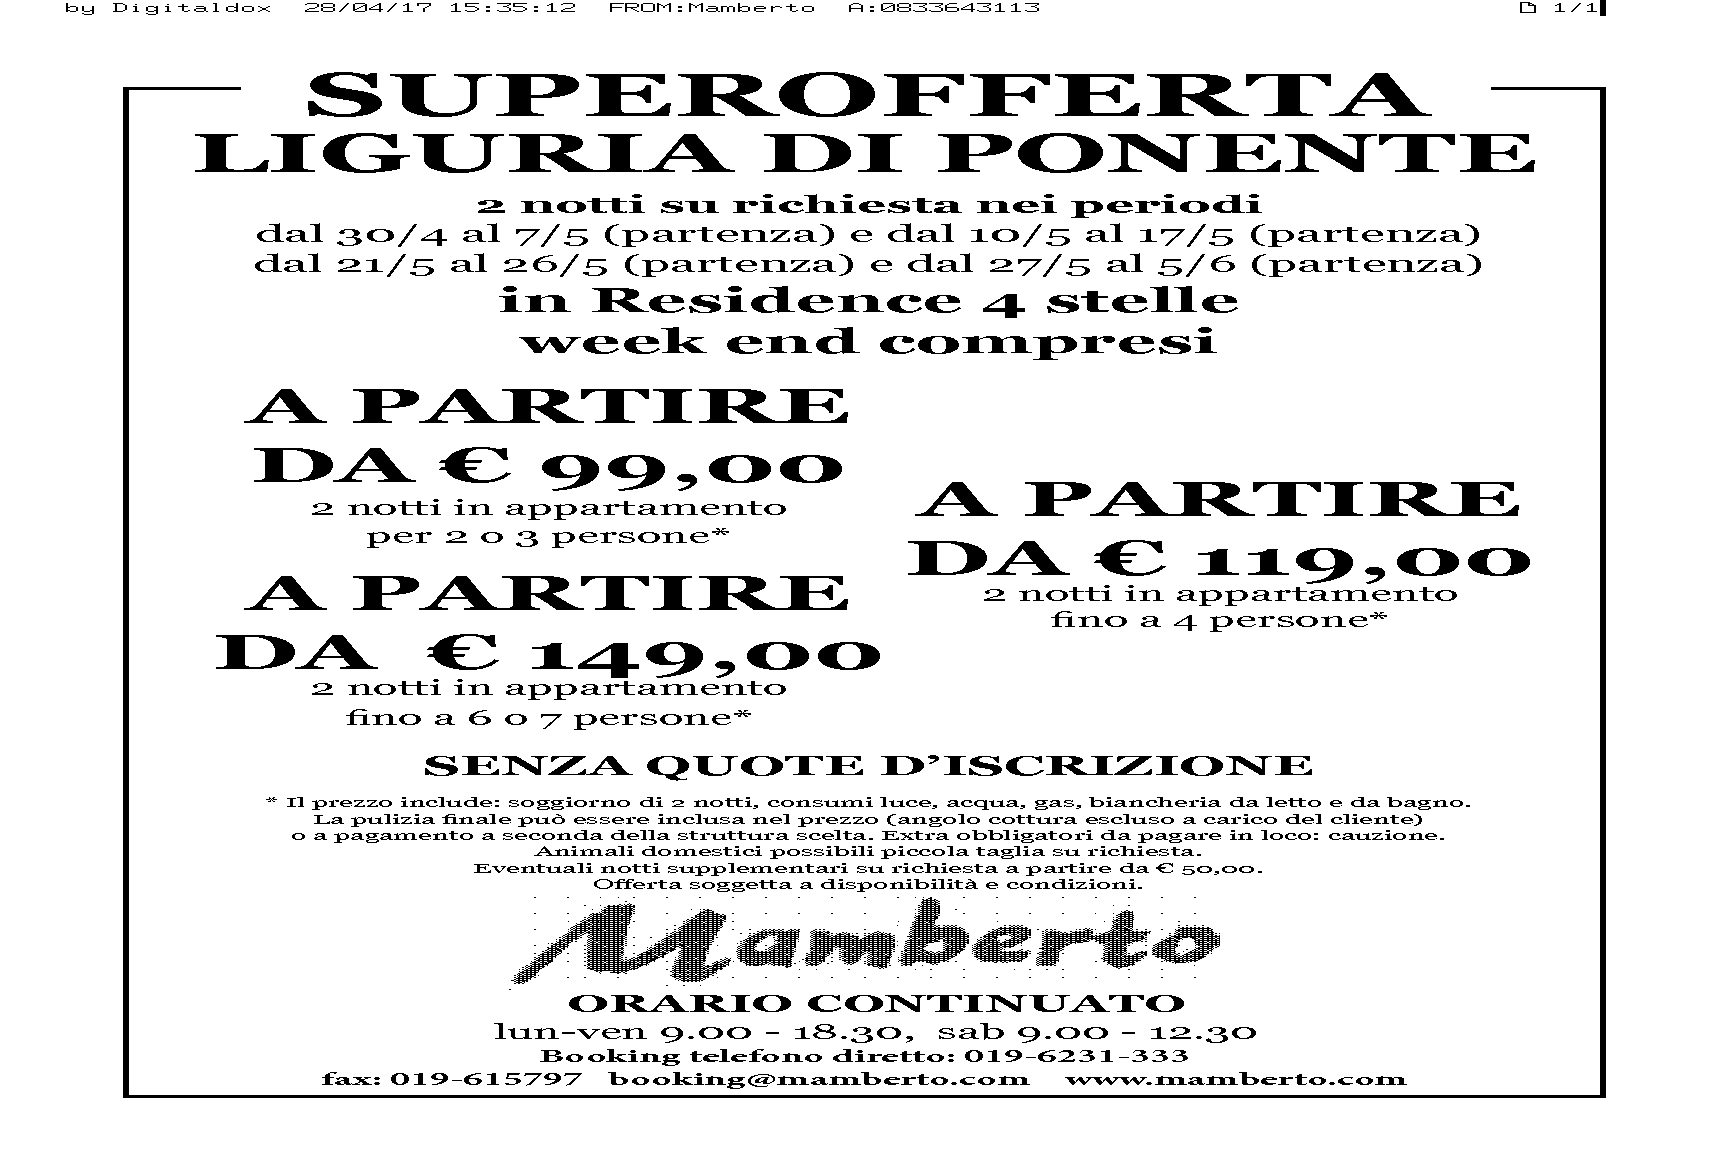 by Digitaldox  28/04/17 15:35:12  FROM:Mamberto  A:0833643113  1/1
SUPEROFFERTA
LIGURIA DI PONENTE
2 notti su richiesta nei periodi
dal 30/4 al 7/5 (partenza) e dal 10/5 al 17/5 (partenza)
dal 21/5 al 26/5 (partenza) e dal 27/5 al 5/6 (partenza)
in Residence 4 stelle
week end compresi
A PARTIRE
DA € 99,00
2 notti in appartamento
per 2 o 3 persone*
A PARTIRE
DA € 119,00
2 notti in appartamento
fino a 4 persone*
A PARTIRE
DA € 149,00
2 notti in appartamento
fino a 6 o 7 persone*
SENZA QUOTE D’ISCRIZIONE
* Il prezzo include: soggiorno di 2 notti, consumi luce, acqua, gas, biancheria da letto e da bagno.
La pulizia finale può essere inclusa nel prezzo (angolo cottura escluso a carico del cliente)
o a pagamento a seconda della struttura scelta. Extra obbligatori da pagare in loco: cauzione.
Animali domestici possibili piccola taglia su richiesta.
Eventuali notti supplementari su richiesta a partire da € 50,00.
Offerta soggetta a disponibilità e condizioni.
Mamberto
ORARIO CONTINUATO
lun-ven 9.00 - 18.30,  sab 9.00 - 12.30
Booking telefono diretto: 019-6231-333
fax: 019-615797  booking@mamberto.com  www.mamberto.com